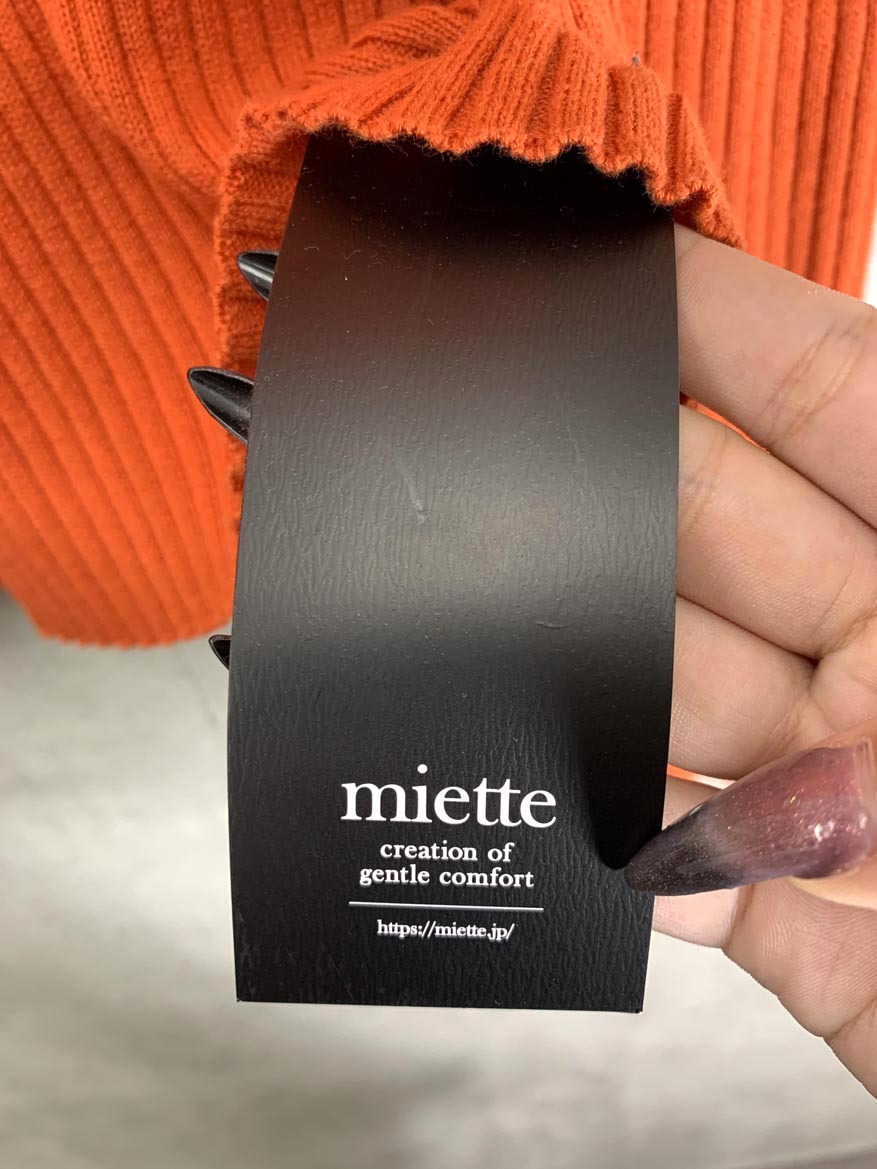 miette
creation of
gentle comfort
https://miette.jp/